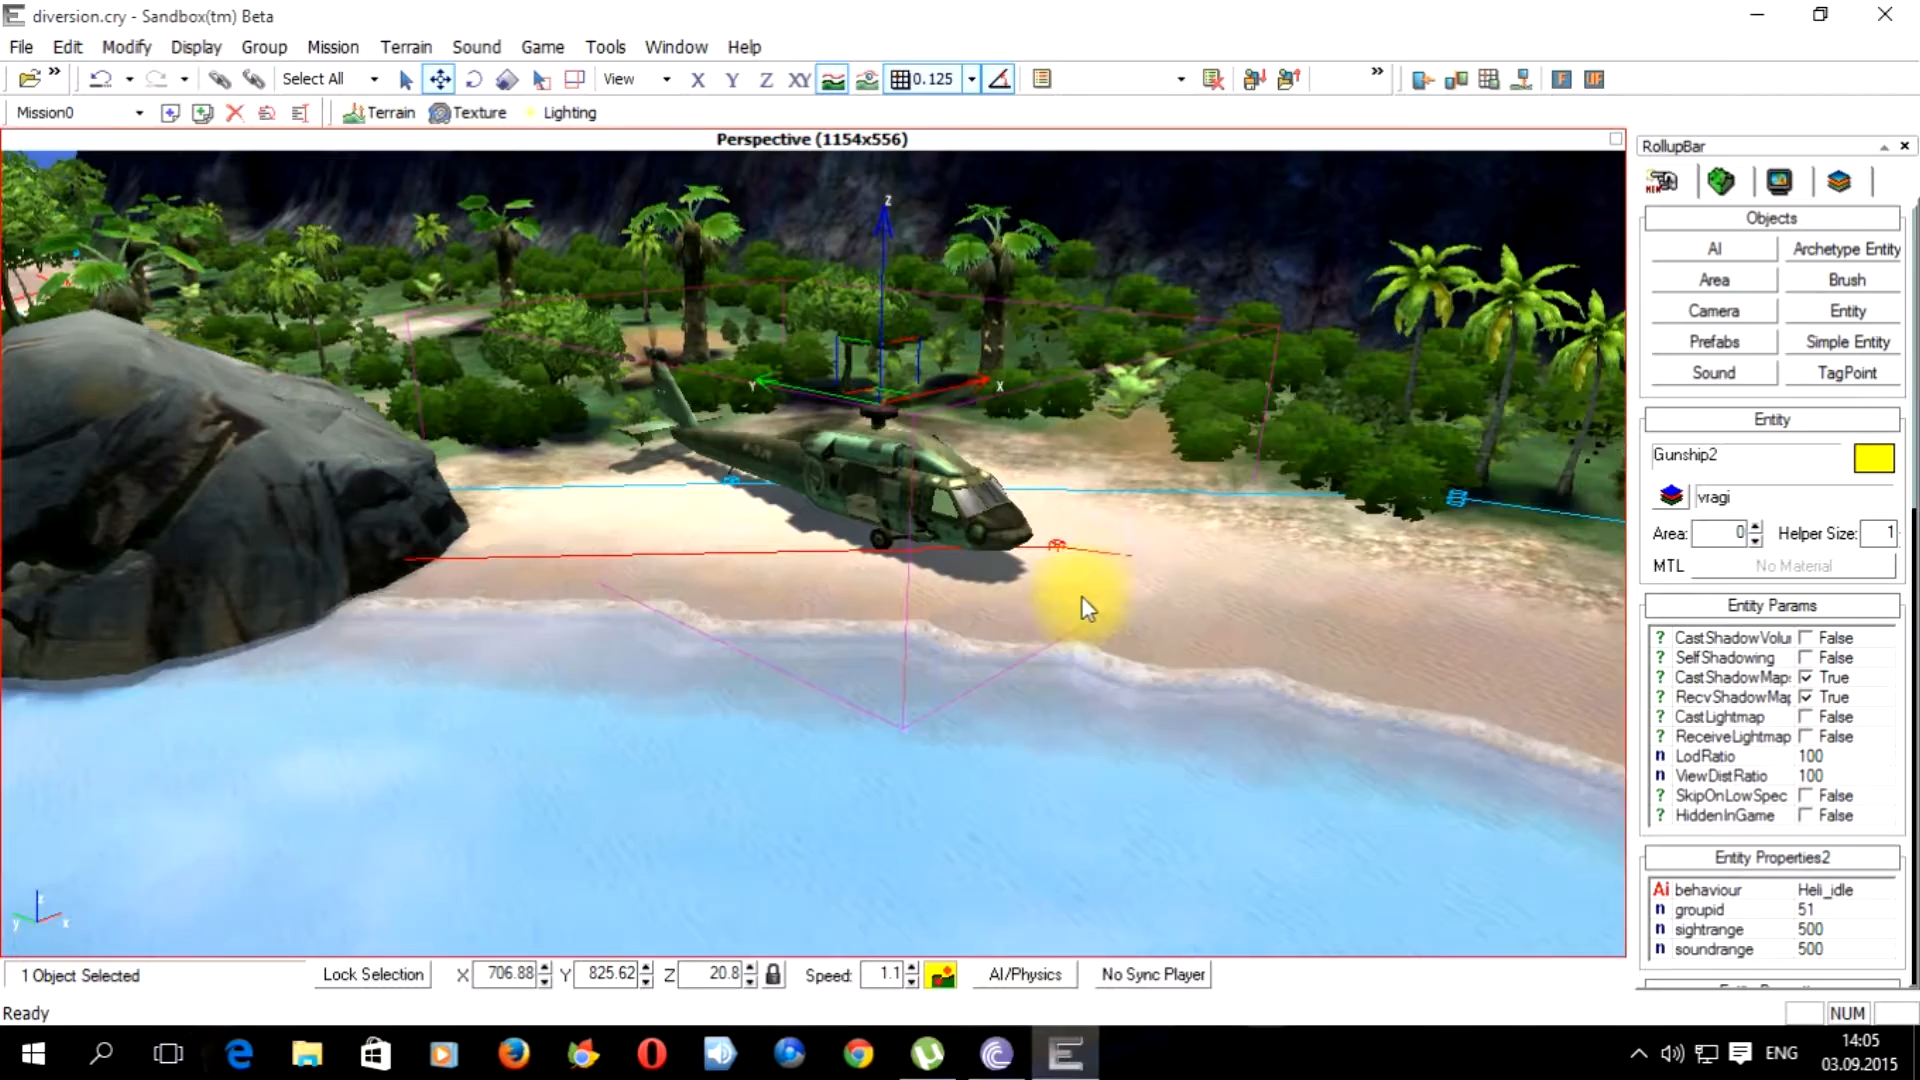 diversion.cry - Sandbox(tm) Beta
File Edit Modify Display Group Mission Terrain Sound Game Tools Window Help
» Select All View X Y Z XY 0.125 »
Mission0 Terrain Texture Lighting
Perspective (1154x556)
RollupBar
Objects
AI Archetype Entity
Area Brush
Camera Entity
Prefabs Simple Entity
Sound TagPoint
Entity
Gunship2
vragi
Area: 0 Helper Size: 1
MTL No Material
Entity Params
? CastShadowVolu False
? SelfShadowing False
? CastShadowMap: True
? RecvShadowMap True
? CastLightmap False
? ReceiveLightmap False
n LodRatio 100
n ViewDistRatio 100
? SkipOnLowSpec False
? HiddenInGame False
Entity Properties2
Ai behaviour Heli_idle
n groupid 51
n sightrange 500
n soundrange 500
Z
Y
X
z
y
x
1 Object Selected Lock Selection X 706.88 Y 825.62 Z 20.8 Speed: 1.1 AI/Physics No Sync Player
Ready NUM
ENG
14:05
03.09.2015